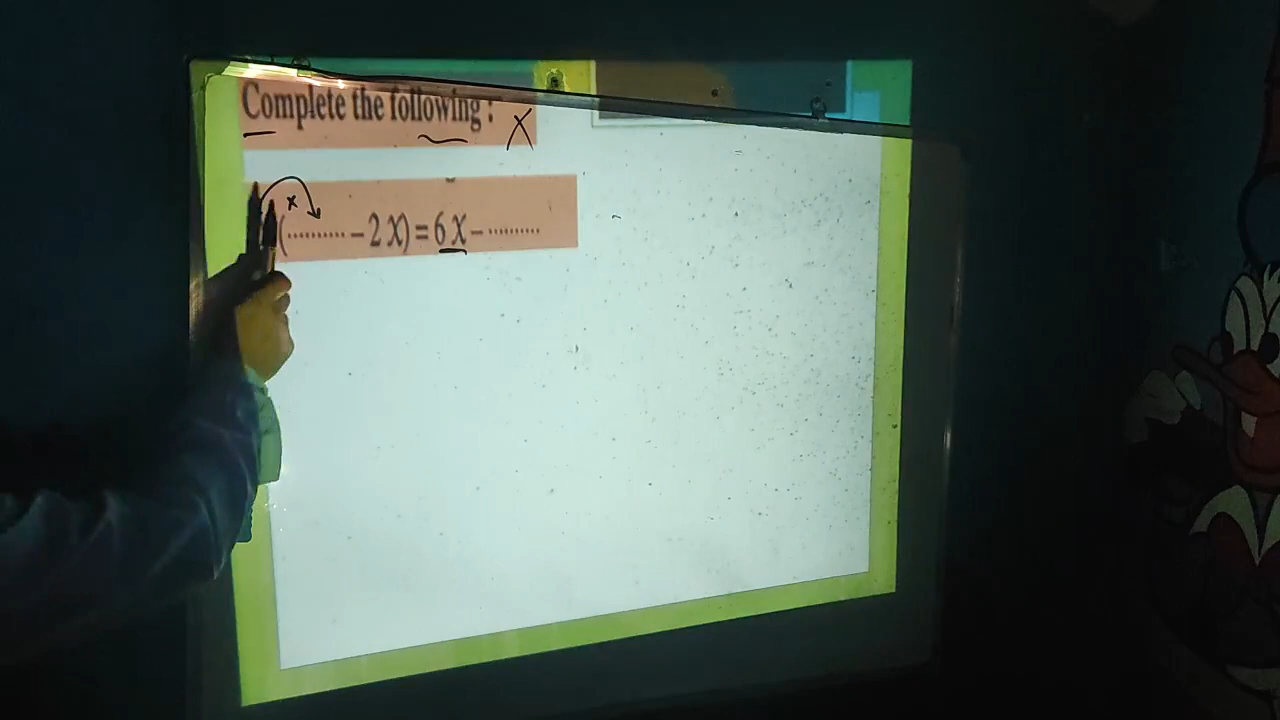 Complete the following : X
x
(.......... – 2 X) = 6 X – ..........